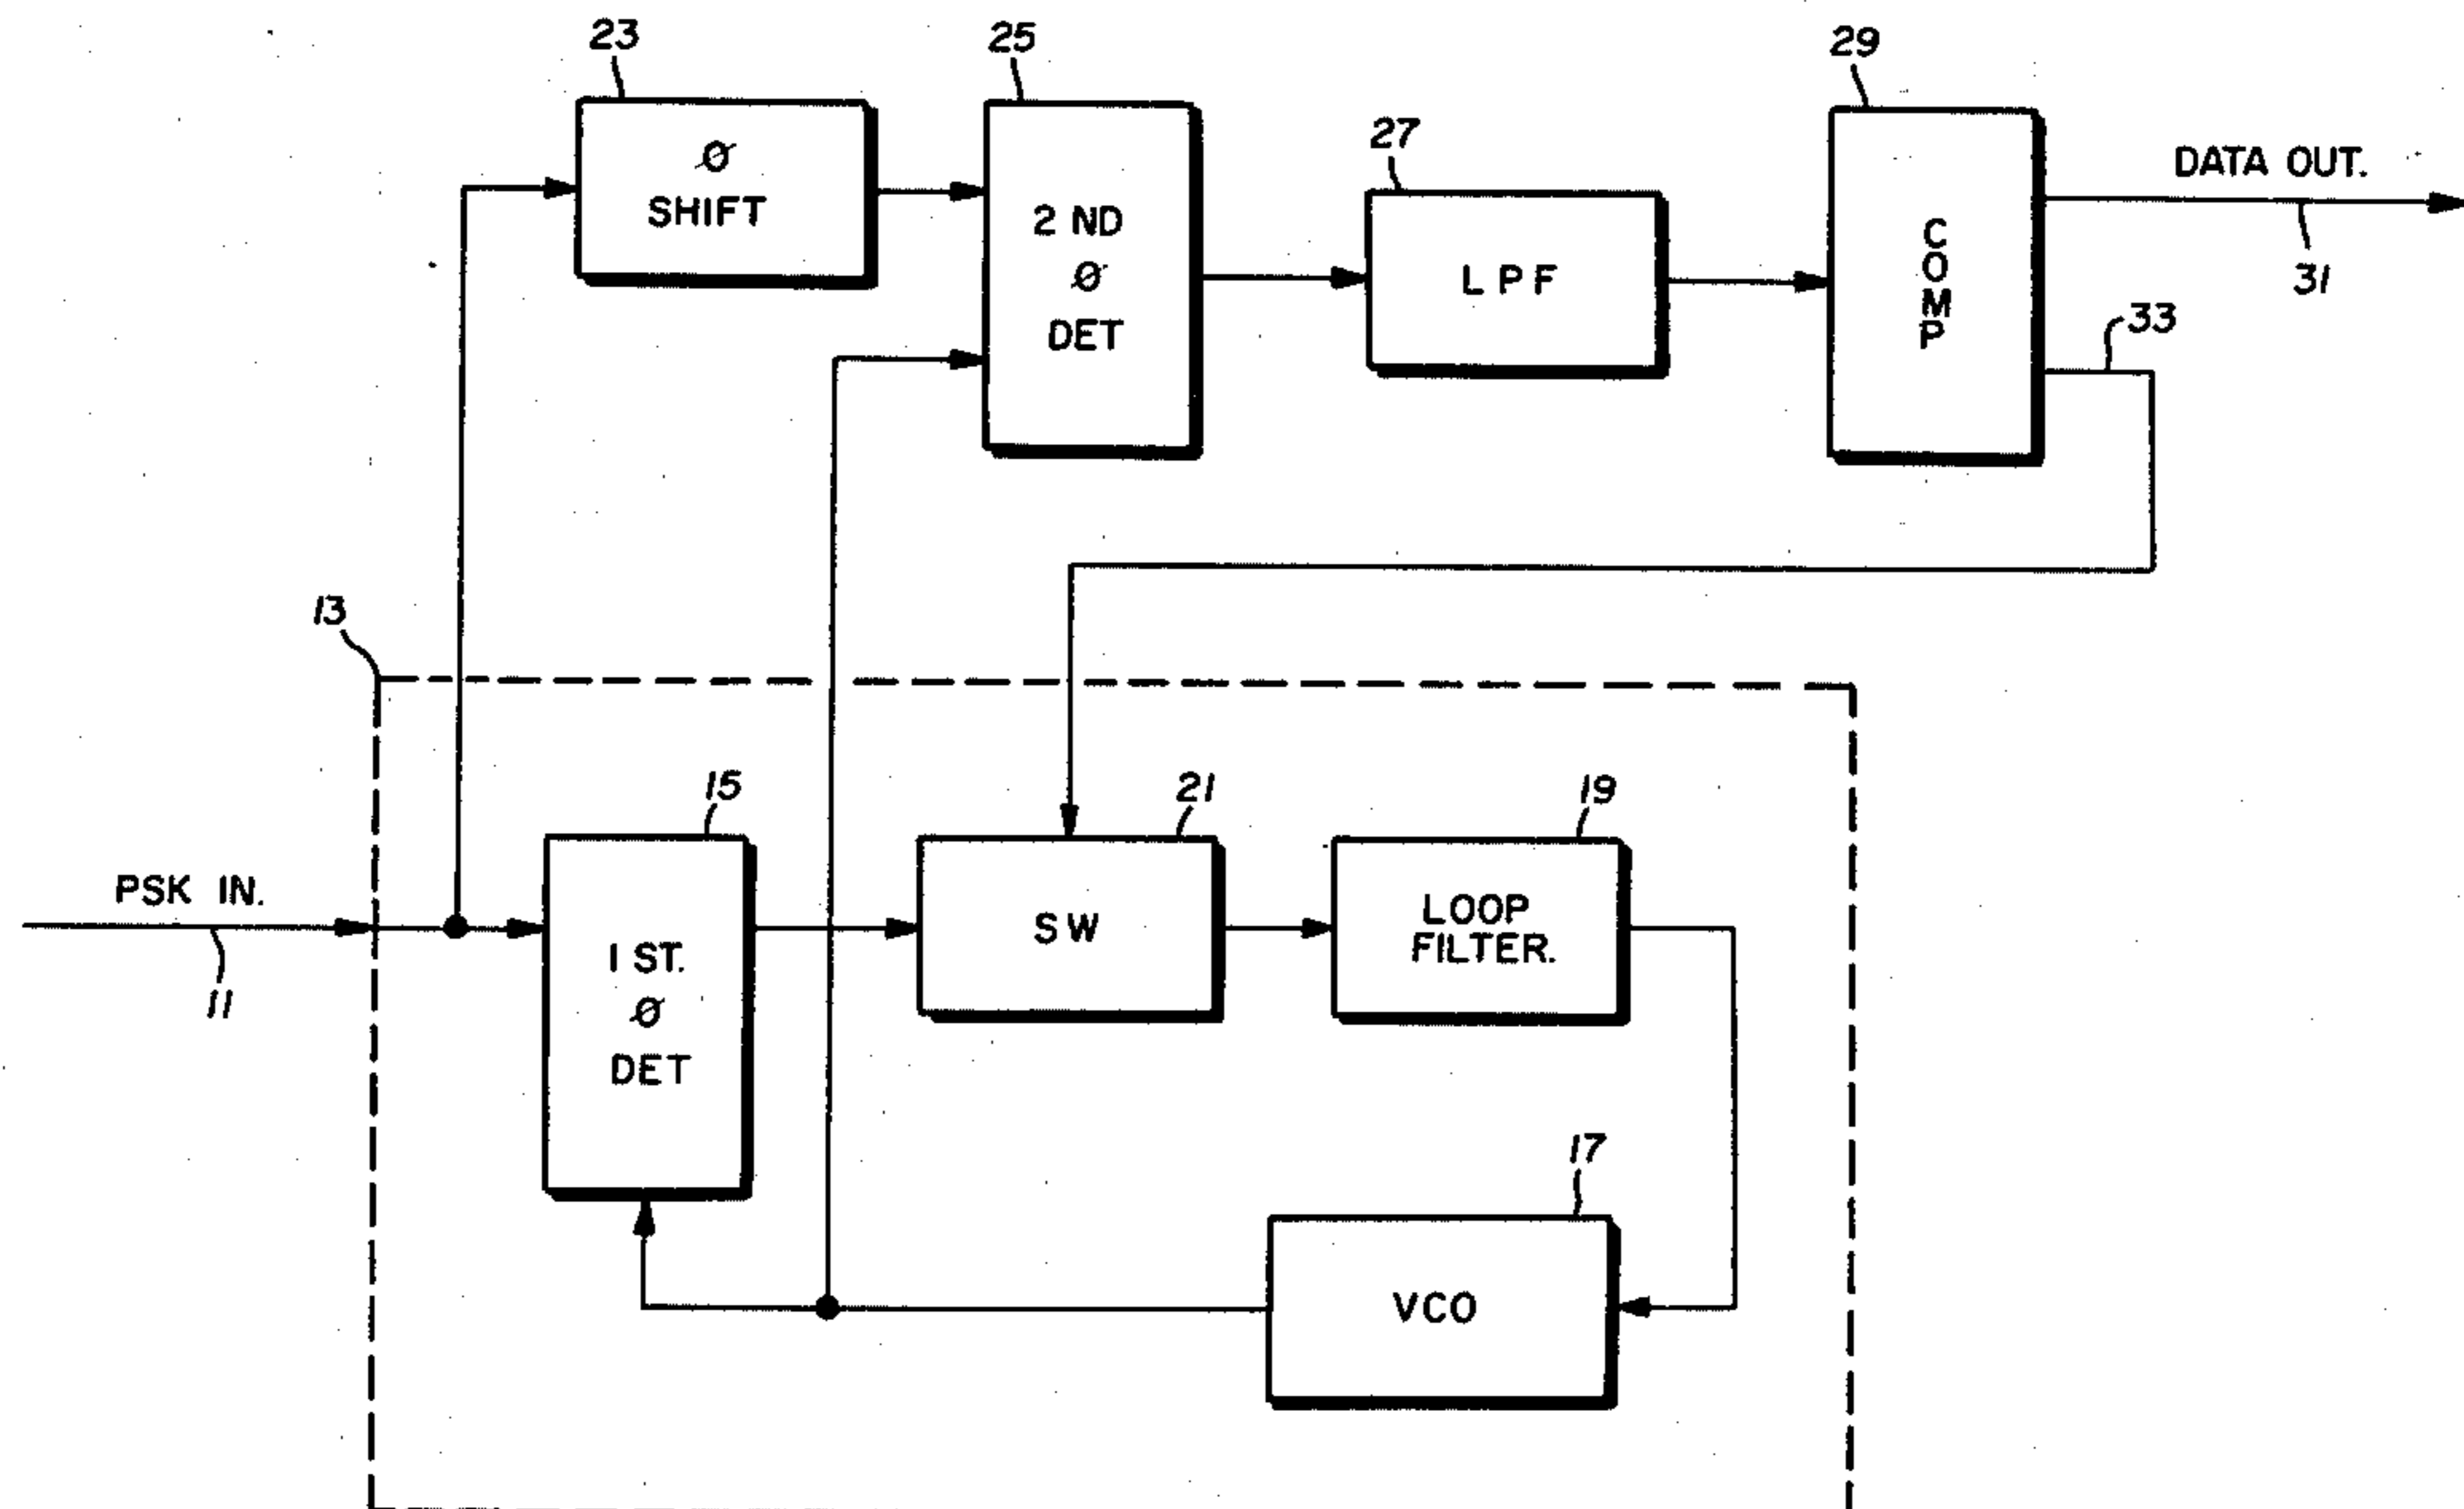 23
25
29
27
Ø
SHIFT
2 ND
Ø
DET
LPF
COMP
DATA OUT.
31
33
13
15
21
19
PSK IN.
11
1 ST.
Ø
DET
SW
LOOP
FILTER.
17
VCO